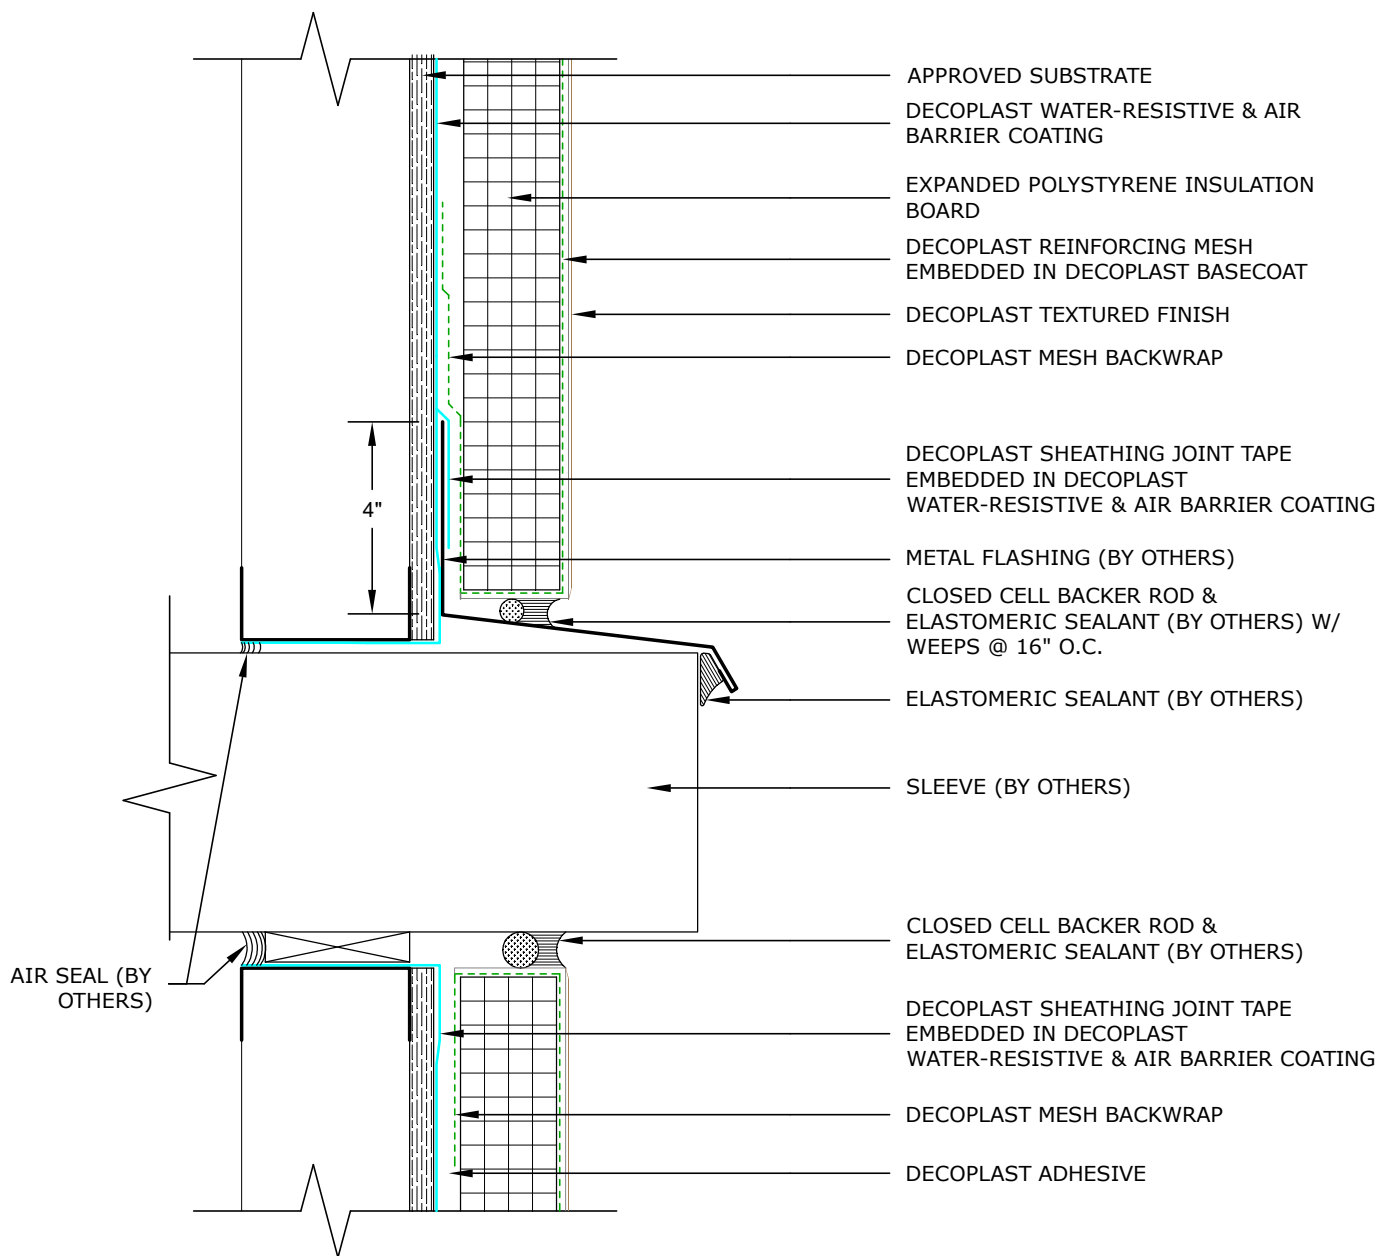 APPROVED SUBSTRATE
DECOPLAST WATER-RESISTIVE & AIR
BARRIER COATING
EXPANDED POLYSTYRENE INSULATION
BOARD
DECOPLAST REINFORCING MESH
EMBEDDED IN DECOPLAST BASECOAT
DECOPLAST TEXTURED FINISH
DECOPLAST MESH BACKWRAP
DECOPLAST SHEATHING JOINT TAPE
EMBEDDED IN DECOPLAST
WATER-RESISTIVE & AIR BARRIER COATING
4"
METAL FLASHING (BY OTHERS)
CLOSED CELL BACKER ROD &
ELASTOMERIC SEALANT (BY OTHERS) W/
WEEPS @ 16" O.C.
ELASTOMERIC SEALANT (BY OTHERS)
SLEEVE (BY OTHERS)
CLOSED CELL BACKER ROD &
ELASTOMERIC SEALANT (BY OTHERS)
AIR SEAL (BY
OTHERS)
DECOPLAST SHEATHING JOINT TAPE
EMBEDDED IN DECOPLAST
WATER-RESISTIVE & AIR BARRIER COATING
DECOPLAST MESH BACKWRAP
DECOPLAST ADHESIVE